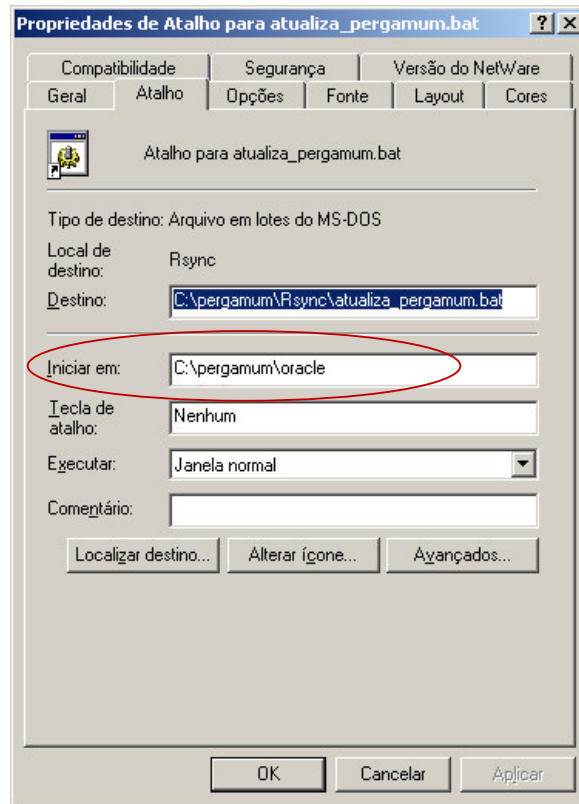 Propriedades de Atalho para atualiza_pergamum.bat
Compatibilidade Segurança Versão do NetWare
Geral Atalho Opções Fonte Layout Cores
Atalho para atualiza_pergamum.bat
Tipo de destino: Arquivo em lotes do MS-DOS
Local de destino: Rsync
Destino: C:\pergamum\Rsync\atualiza_pergamum.bat
Iniciar em: C:\pergamum\oracle
Tecla de atalho: Nenhum
Executar: Janela normal
Comentário:
Localizar destino... Alterar ícone... Avançados...
OK Cancelar Aplicar